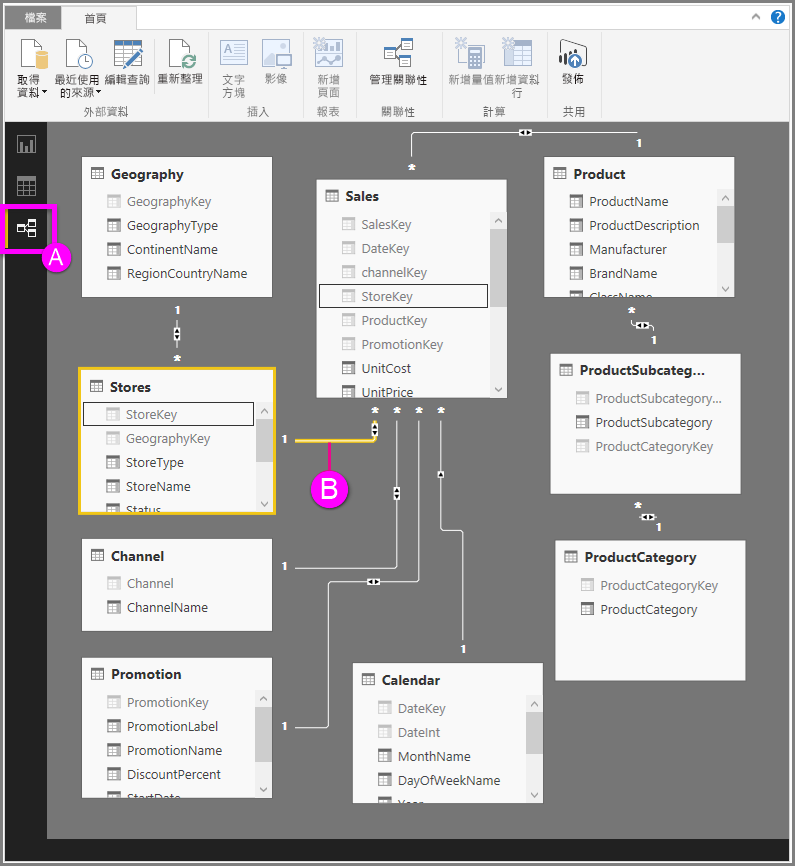 檔案
首頁
?
取得
資料
最近使用
的來源
編輯查詢
重新整理
外部資料
文字
方塊
影像
插入
新增
頁面
報表
管理關聯性
關聯性
新增量值
新增資料
行
計算
發佈
共用
A
Geography
GeographyKey
GeographyType
ContinentName
RegionCountryName
1
*
Stores
StoreKey
GeographyKey
StoreType
StoreName
Status
1
B
Channel
Channel
ChannelName
1
Promotion
PromotionKey
PromotionLabel
PromotionName
DiscountPercent
StartDate
1
*
Sales
SalesKey
DateKey
channelKey
StoreKey
ProductKey
PromotionKey
UnitCost
UnitPrice
* * * *
1
Calendar
DateKey
DateInt
MonthName
DayOfWeekName
Year
1
Product
ProductName
ProductDescription
Manufacturer
BrandName
ClassName
*
1
ProductSubcateg...
ProductSubcategory...
ProductSubcategory
ProductCategoryKey
*
1
ProductCategory
ProductCategoryKey
ProductCategory